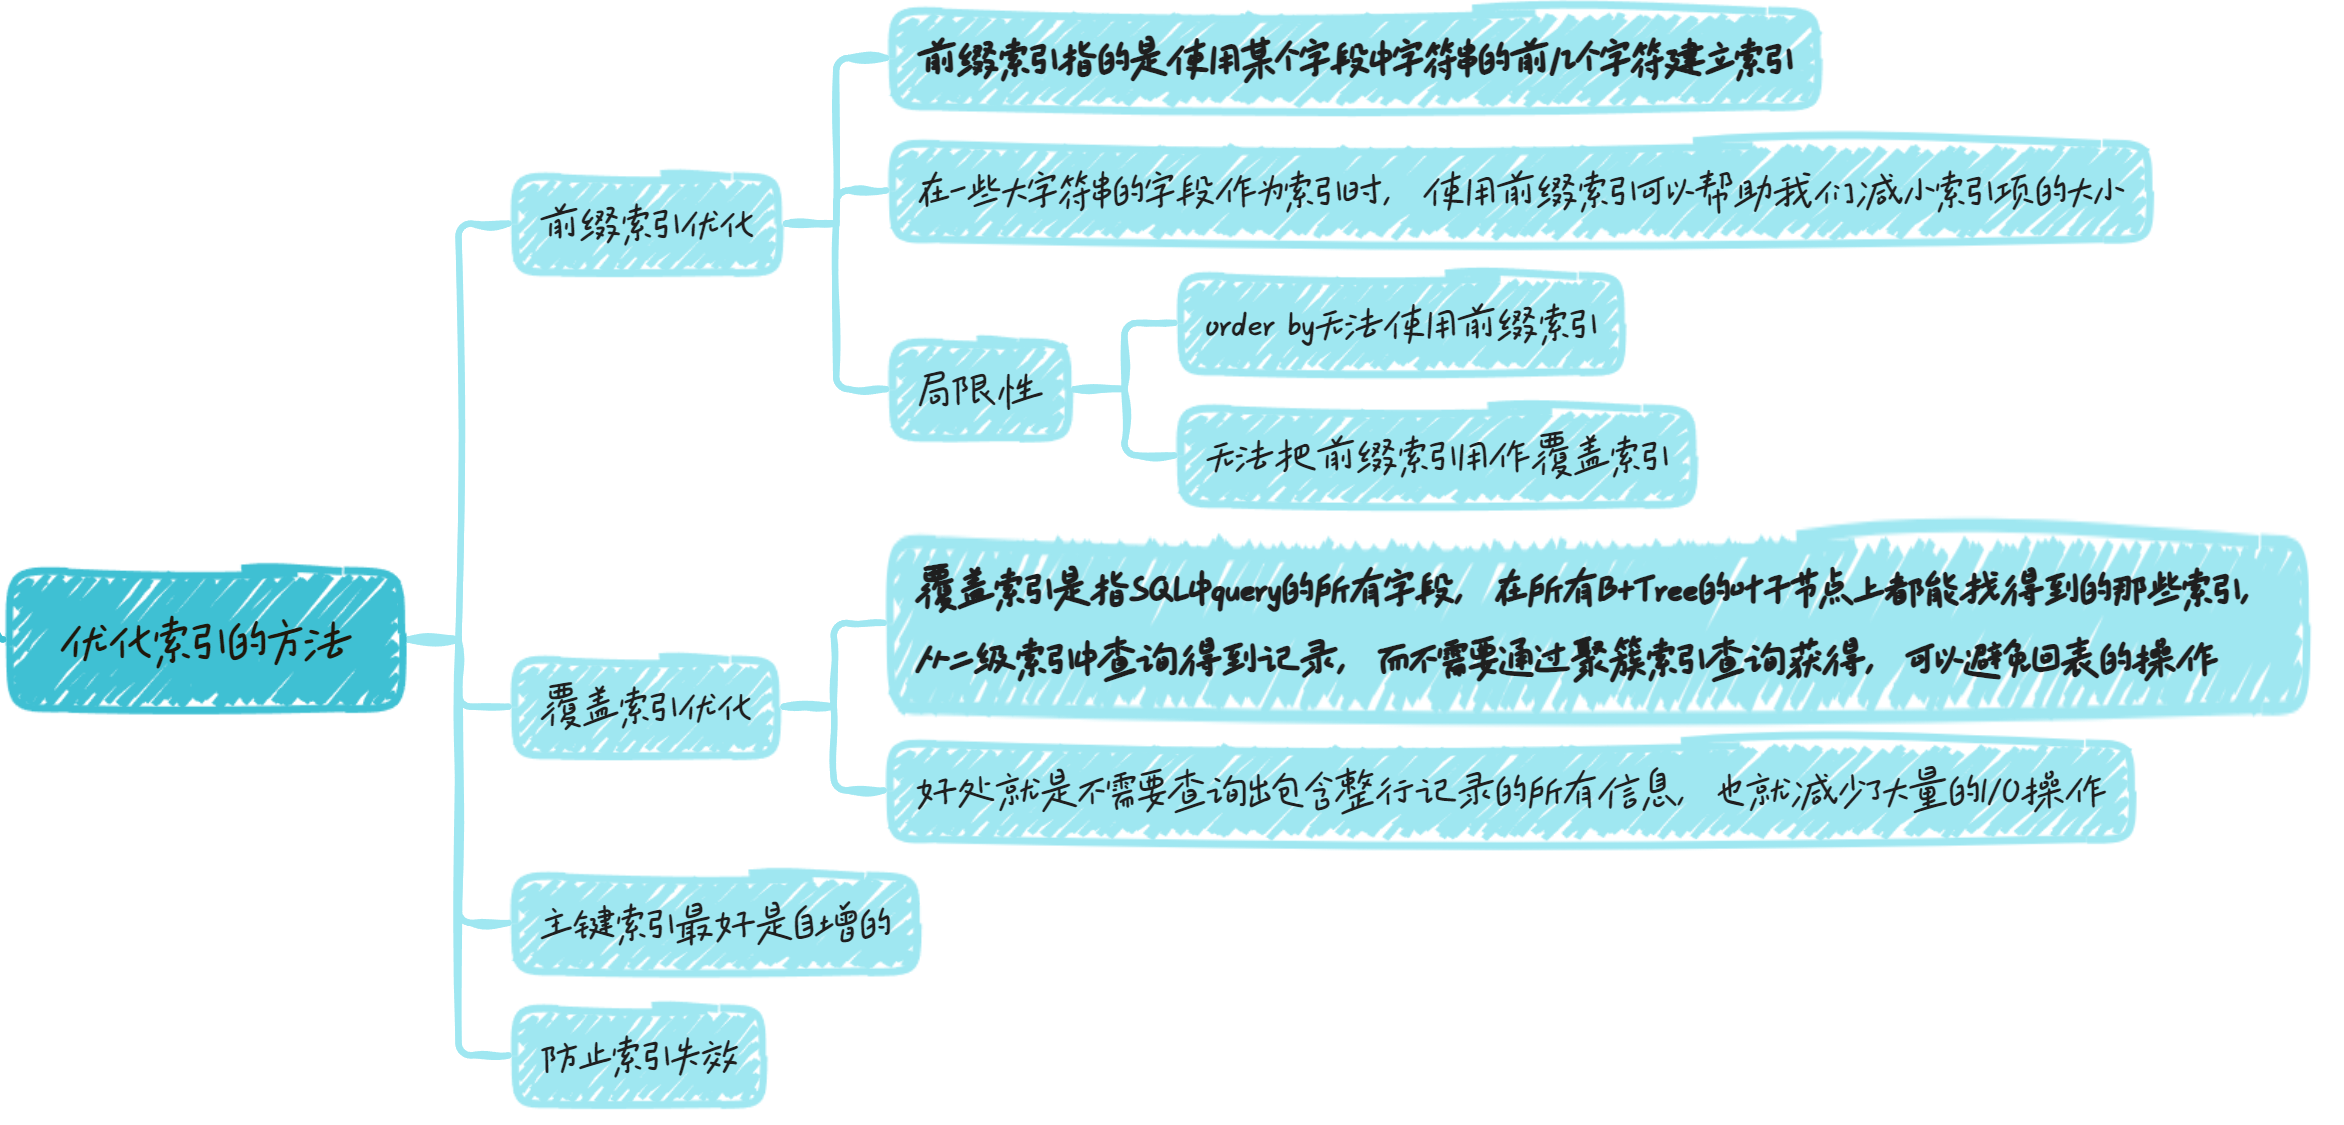 优化索引的方法
前缀索引优化
前缀索引指的是使用某个字段中字符串的前几个字符建立索引
在一些大字符串的字段作为索引时，使用前缀索引可以帮助我们减小索引项的大小
局限性
order by无法使用前缀索引
无法把前缀索引用作覆盖索引
覆盖索引优化
覆盖索引是指SQL中query的所有字段，在所有B+Tree的叶子节点上都能找得到的那些索引，
从二级索引中查询得到记录，而不需要通过聚簇索引查询获得，可以避免回表的操作
好处就是不需要查询出包含整行记录的所有信息，也就减少了大量的I/O操作
主键索引最好是自增的
防止索引失效